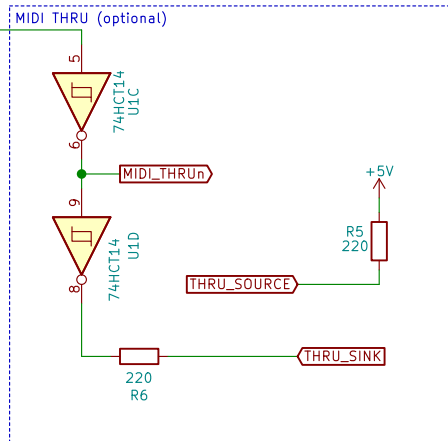 MIDI THRU (optional)
5
74HCT14
U1C
6
MIDI_THRUn
9
74HCT14
U1D
8
+5V
R5
220
THRU_SOURCE
THRU_SINK
220
R6